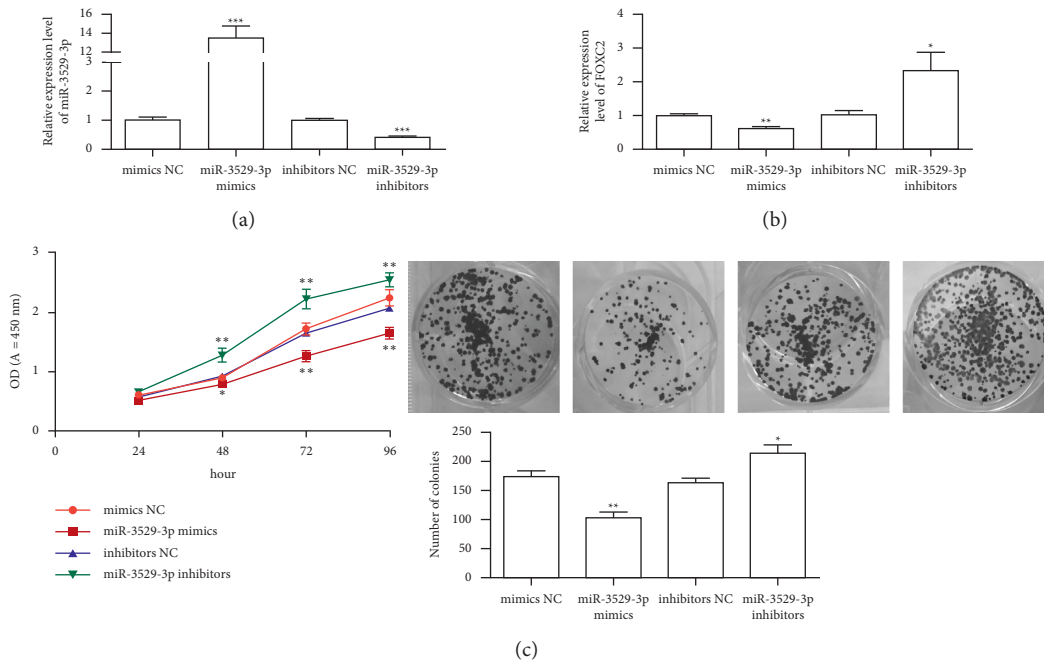 Relative expression level
of miR-3529-3p
16
14
12
10
2
1
0
***
***
mimics NC
miR-3529-3p
mimics
inhibitors NC
miR-3529-3p
inhibitors
(a)
Relative expression
level of FOXC2
4
3
2
1
0
**
*
mimics NC
miR-3529-3p
mimics
inhibitors NC
miR-3529-3p
inhibitors
(b)
OD (A = 450 nm)
3
2
1
0
**
**
**
*
**
**
0
24
48
72
96
hour
mimics NC
miR-3529-3p mimics
inhibitors NC
miR-3529-3p inhibitors
Number of colonies
250
200
150
100
50
0
**
*
mimics NC
miR-3529-3p
mimics
inhibitors NC
miR-3529-3p
inhibitors
(c)